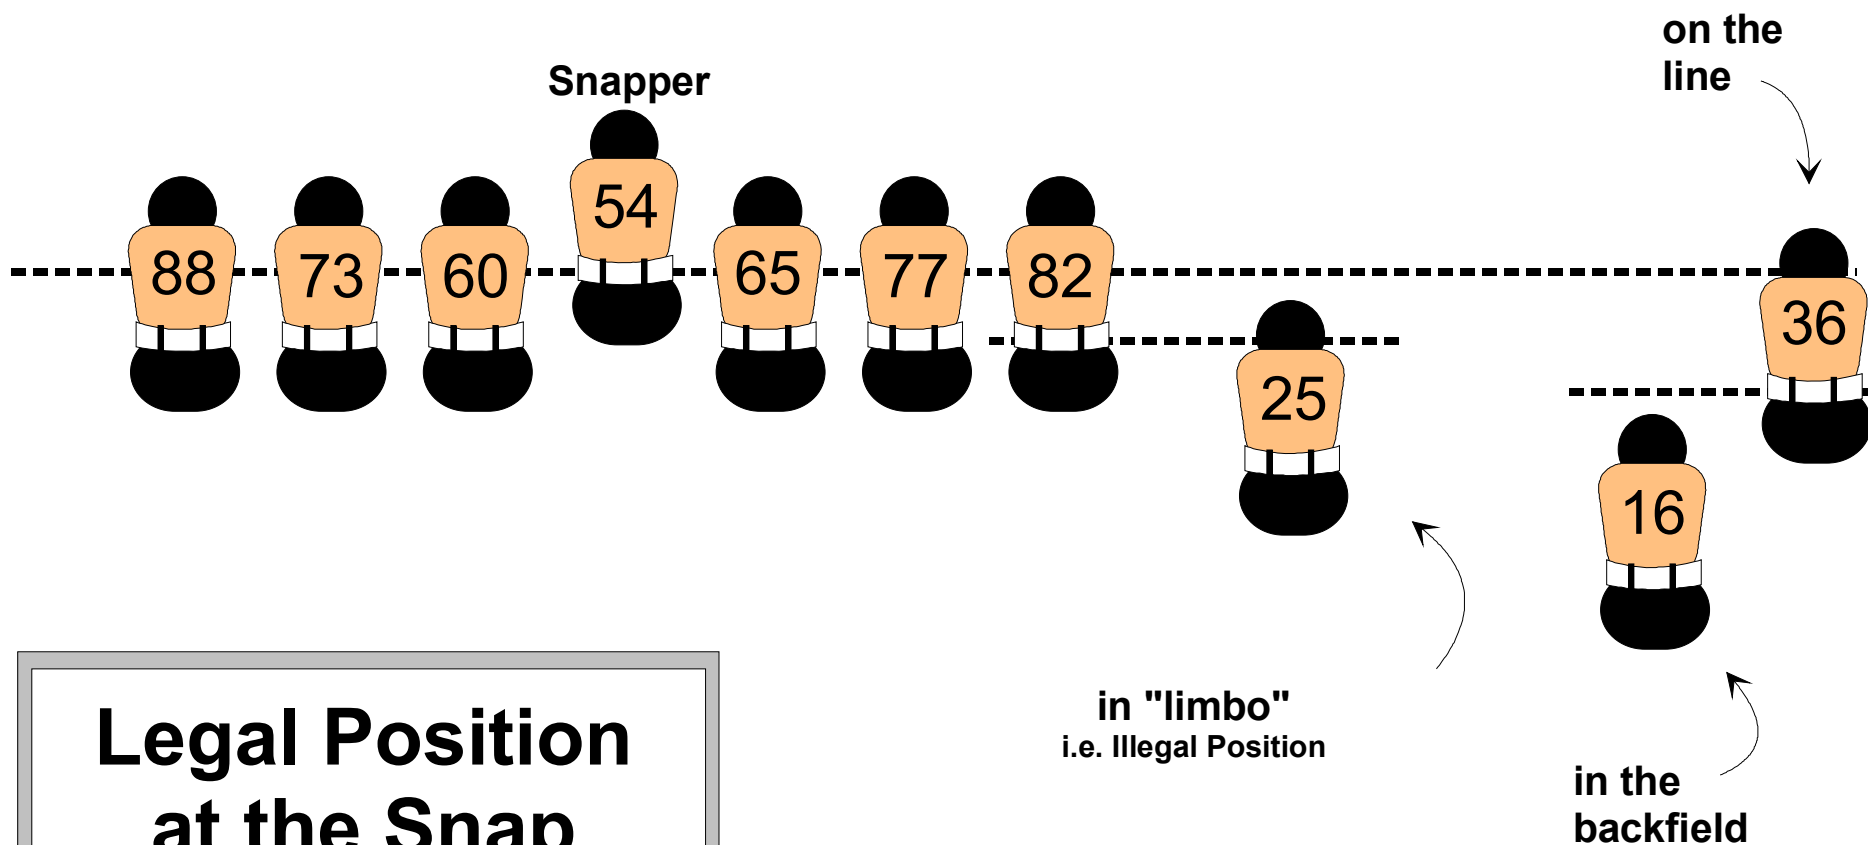 on the
line
Snapper
54
88 73 60 65 77 82
36
25
16
in "limbo"
i.e. Illegal Position
in the
backfield
Legal Position
at the Snap